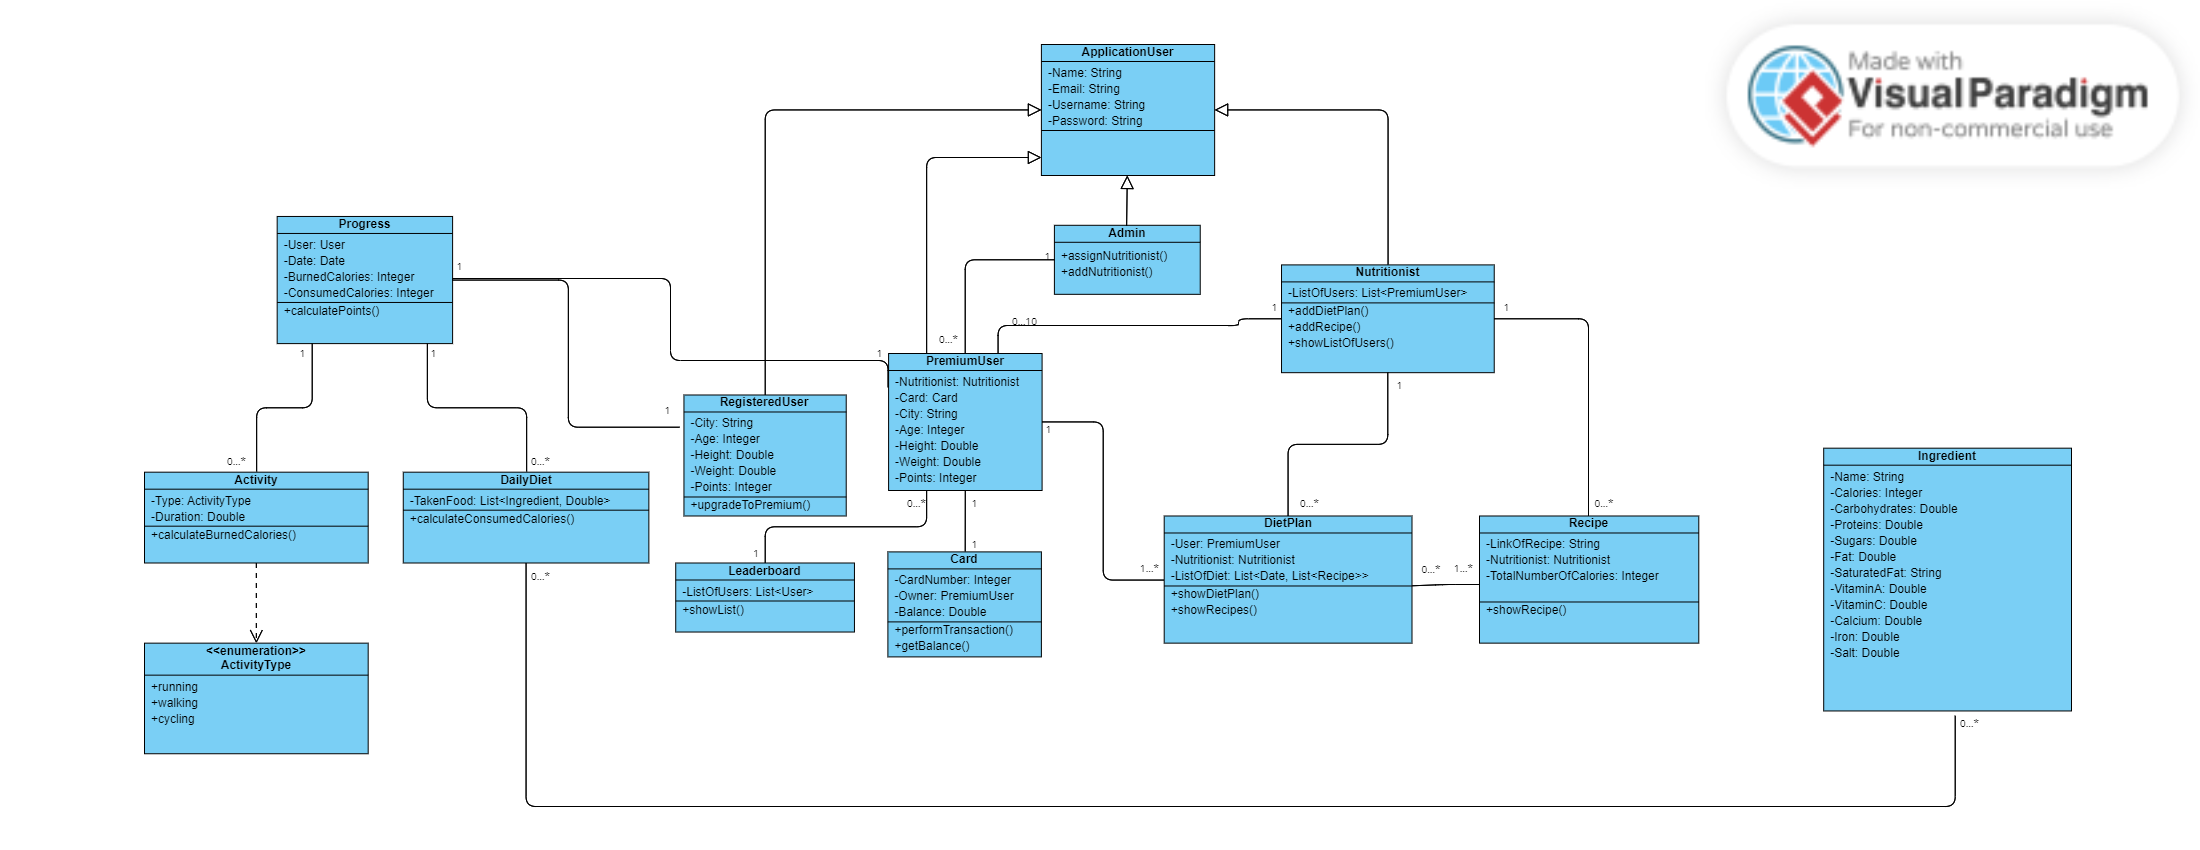 Made with
Visual Paradigm
For non-commercial use
ApplicationUser
-Name: String
-Email: String
-Username: String
-Password: String
Admin
+assignNutritionist()
+addNutritionist()
1
Progress
-User: User
-Date: Date
-BurnedCalories: Integer
-ConsumedCalories: Integer
+calculatePoints()
1
1
1
Nutritionist
-ListOfUsers: List<PremiumUser>
+addDietPlan()
+addRecipe()
+showListOfUsers()
1
1
1
0...10
0...*
1
PremiumUser
-Nutritionist: Nutritionist
-Card: Card
-City: String
-Age: Integer
-Height: Double
-Weight: Double
-Points: Integer
1
0...*
1
1
RegisteredUser
-City: String
-Age: Integer
-Height: Double
-Weight: Double
-Points: Integer
+upgradeToPremium()
0...*
Activity
-Type: ActivityType
-Duration: Double
+calculateBurnedCalories()
0...*
DailyDiet
-TakenFood: List<Ingredient, Double>
+calculateConsumedCalories()
0...*
1
Leaderboard
-ListOfUsers: List<User>
+showList()
1
Card
-CardNumber: Integer
-Owner: PremiumUser
-Balance: Double
+performTransaction()
+getBalance()
0...*
1...*
DietPlan
-User: PremiumUser
-Nutritionist: Nutritionist
-ListOfDiet: List<Date, List<Recipe>>
+showDietPlan()
+showRecipes()
0...*
1...*
0...*
Recipe
-LinkOfRecipe: String
-Nutritionist: Nutritionist
-TotalNumberOfCalories: Integer
+showRecipe()
Ingredient
-Name: String
-Calories: Integer
-Carbohydrates: Double
-Proteins: Double
-Sugars: Double
-Fat: Double
-SaturatedFat: String
-VitaminA: Double
-VitaminC: Double
-Calcium: Double
-Iron: Double
-Salt: Double
0...*
<<enumeration>>
ActivityType
+running
+walking
+cycling